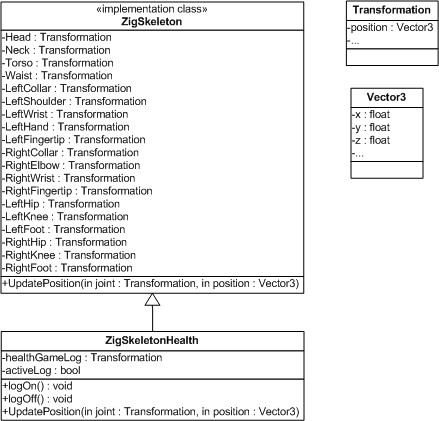 «implementation class»
ZigSkeleton
-Head : Transformation
-Neck : Transformation
-Torso : Transformation
-Waist : Transformation
-LeftCollar : Transformation
-LeftShoulder : Transformation
-LeftWrist : Transformation
-LeftHand : Transformation
-LeftFingertip : Transformation
-RightCollar : Transformation
-RightElbow : Transformation
-RightWrist : Transformation
-RightFingertip : Transformation
-LeftHip : Transformation
-LeftKnee : Transformation
-LeftFoot : Transformation
-RightHip : Transformation
-RightKnee : Transformation
-RightFoot : Transformation
+UpdatePosition(in joint : Transformation, in position : Vector3)
ZigSkeletonHealth
-healthGameLog : Transformation
-activeLog : bool
+logOn() : void
+logOff() : void
+UpdatePosition(in joint : Transformation, in position : Vector3)
Transformation
-position : Vector3
-...
Vector3
-x : float
-y : float
-z : float
-...